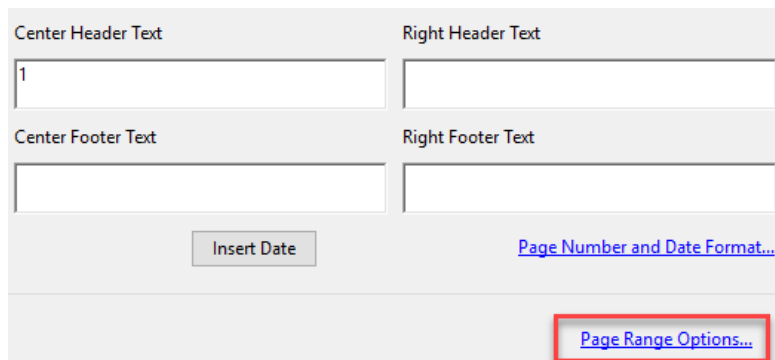 Center Header Text
Right Header Text
1
Center Footer Text
Right Footer Text
Insert Date
Page Number and Date Format...
Page Range Options...